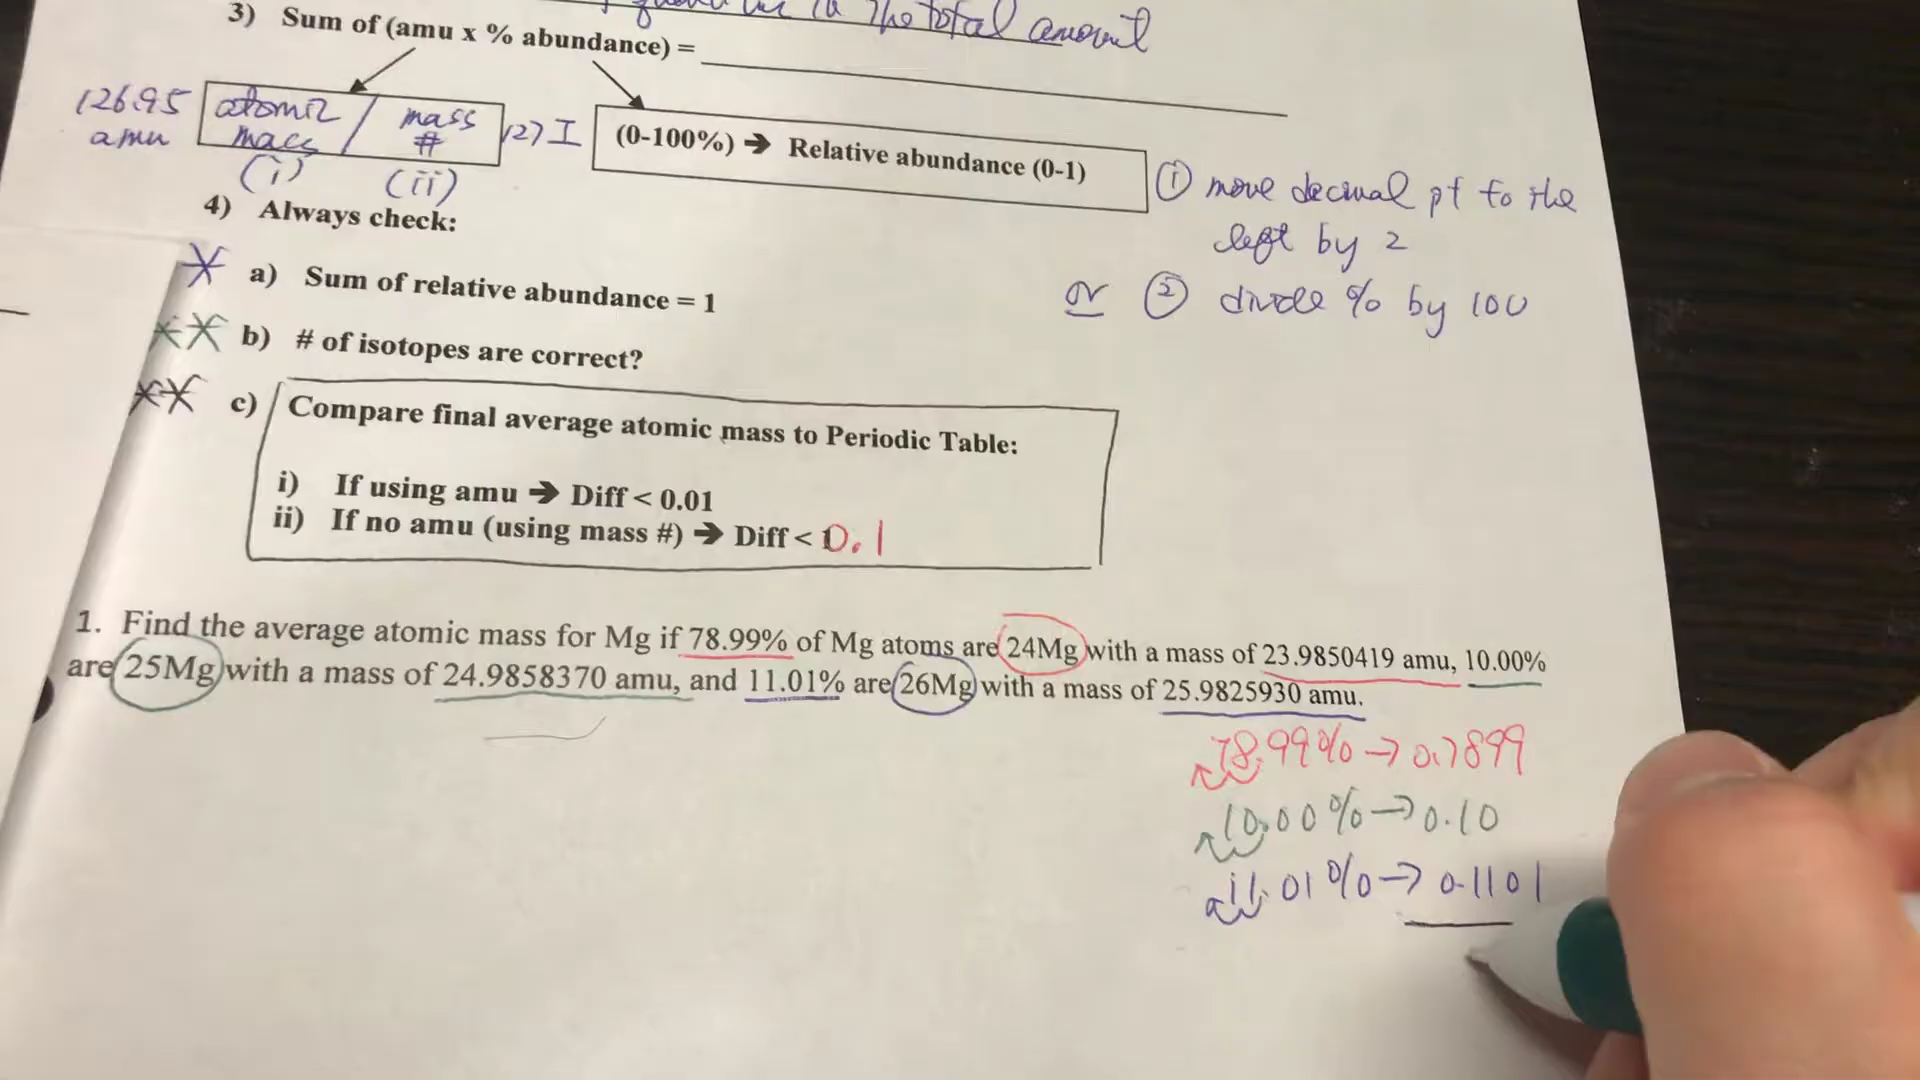 in the total amount
3) Sum of (amu x % abundance) =
126.95 amu
atomic mass / mass #
(i) (ii)
127 I
(0-100%) ➔ Relative abundance (0-1)
① move decimal pt to the
left by 2
or ② divide % by 100
4) Always check:
a) Sum of relative abundance = 1
b) # of isotopes are correct?
c) Compare final average atomic mass to Periodic Table:
i) If using amu ➔ Diff < 0.01
ii) If no amu (using mass #) ➔ Diff < 0.1
1. Find the average atomic mass for Mg if 78.99% of Mg atoms are 24Mg with a mass of 23.9850419 amu, 10.00%
are 25Mg with a mass of 24.9858370 amu, and 11.01% are 26Mg with a mass of 25.9825930 amu.
78.99% → 0.7899
10.00% → 0.10
11.01% → 0.1101